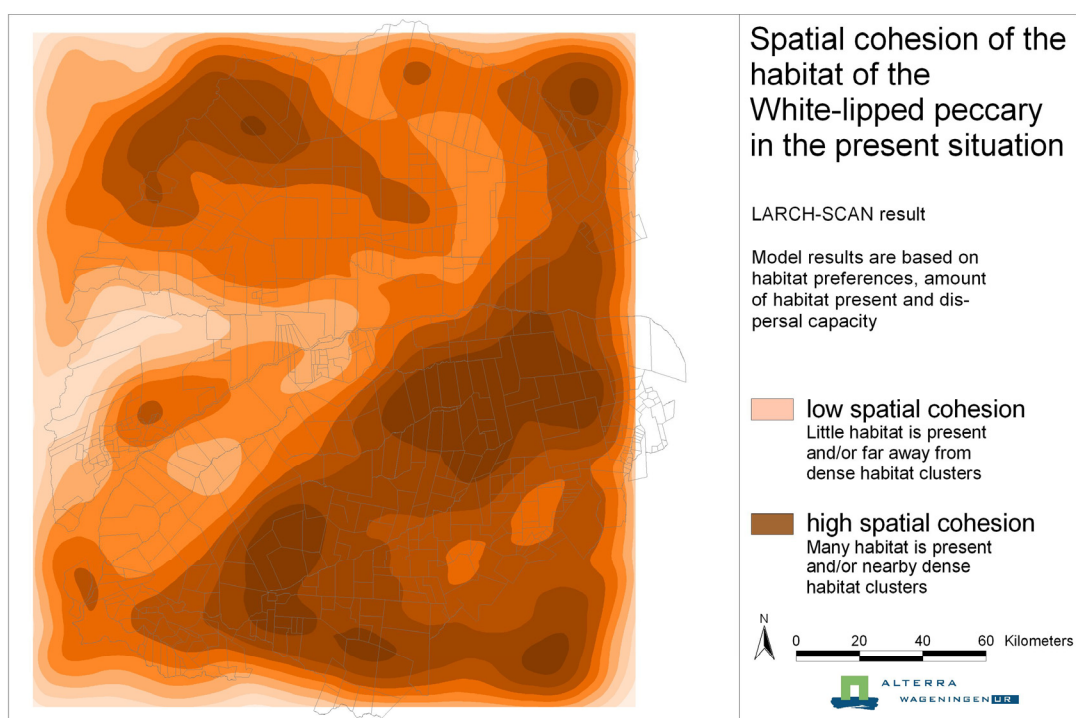 Spatial cohesion of the
habitat of the
White-lipped peccary
in the present situation
LARCH-SCAN result
Model results are based on
habitat preferences, amount
of habitat present and dis-
persal capacity
low spatial cohesion
Little habitat is present
and/or far away from
dense habitat clusters
high spatial cohesion
Many habitat is present
and/or nearby dense
habitat clusters
N
0 20 40 60 Kilometers
ALTERRA
WAGENINGEN UR